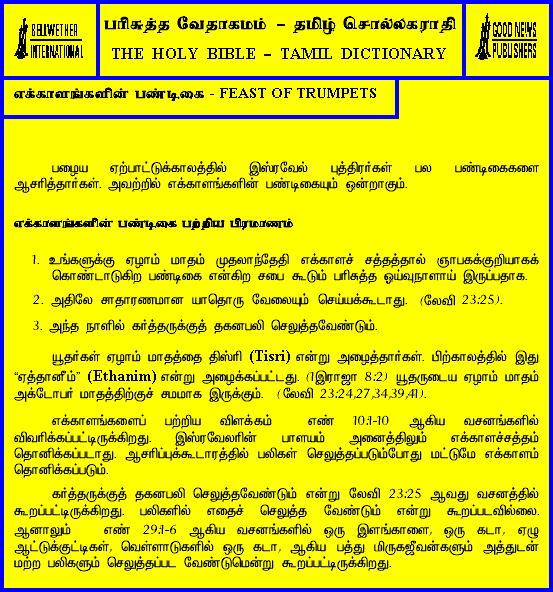 BELLWETHER
INTERNATIONAL
பரிசுத்த வேதாகமம் – தமிழ் சொல்லகராதி
THE HOLY BIBLE – TAMIL DICTIONARY
GOOD NEWS
PUBLISHERS
எக்காளங்களின் பண்டிகை - FEAST OF TRUMPETS
பழைய ஏற்பாட்டுக்காலத்தில் இஸ்ரவேல் புத்திரர்கள் பல பண்டிகைகளை
ஆசரித்தார்கள். அவற்றில் எக்காளங்களின் பண்டிகையும் ஒன்றாகும்.
எக்காளங்களின் பண்டிகை பற்றிய பிரமாணம்
1. உங்களுக்கு ஏழாம் மாதம் முதலாந்தேதி எக்காளச் சத்தத்தால் ஞாபகக்குறியாகக்
கொண்டாடுகிற பண்டிகை என்கிற சபை கூடும் பரிசுத்த ஓய்வுநாளாய் இருப்பதாக.
2. அதிலே சாதாரணமான யாதொரு வேலையும் செய்யக்கூடாது. (லேவி 23:25).
3. அந்த நாளில் கர்த்தருக்குத் தகனபலி செலுத்தவேண்டும்.
யூதர்கள் ஏழாம் மாதத்தை திஸ்ரி (Tisri) என்று அழைத்தார்கள். பிற்காலத்தில் இது
“ஏத்தானீம்” (Ethanim) என்று அழைக்கப்பட்டது. (1இராஜா 8:2) யூதருடைய ஏழாம் மாதம்
அக்டோபர் மாதத்திற்குச் சமமாக இருக்கும். (லேவி 23:24,27,34,39,41).
எக்காளங்களைப் பற்றிய விளக்கம் எண் 10:1-10 ஆகிய வசனங்களில்
விவரிக்கப்பட்டிருக்கிறது. இஸ்ரவேலரின் பாளயம் அனைத்திலும் எக்காளச்சத்தம்
தொனிக்கப்படாது. ஆசரிப்புக்கூடாரத்தில் பலிகள் செலுத்தப்படும்போது மட்டுமே எக்காளம்
தொனிக்கப்படும்.
கர்த்தருக்குத் தகனபலி செலுத்தவேண்டும் என்று லேவி 23:25 ஆவது வசனத்தில்
கூறப்பட்டிருக்கிறது. பலிகளில் எதைச் செலுத்த வேண்டும் என்று கூறப்படவில்லை.
ஆனாலும் எண் 29:1-6 ஆகிய வசனங்களில் ஒரு இளங்காளை, ஒரு கடா, ஏழு
ஆட்டுக்குட்டிகள், வெள்ளாடுகளில் ஒரு கடா, ஆகிய பத்து மிருகஜீவன்களும் அத்துடன்
மற்ற பலிகளும் செலுத்தப்பட வேண்டுமென்று கூறப்பட்டிருக்கிறது.